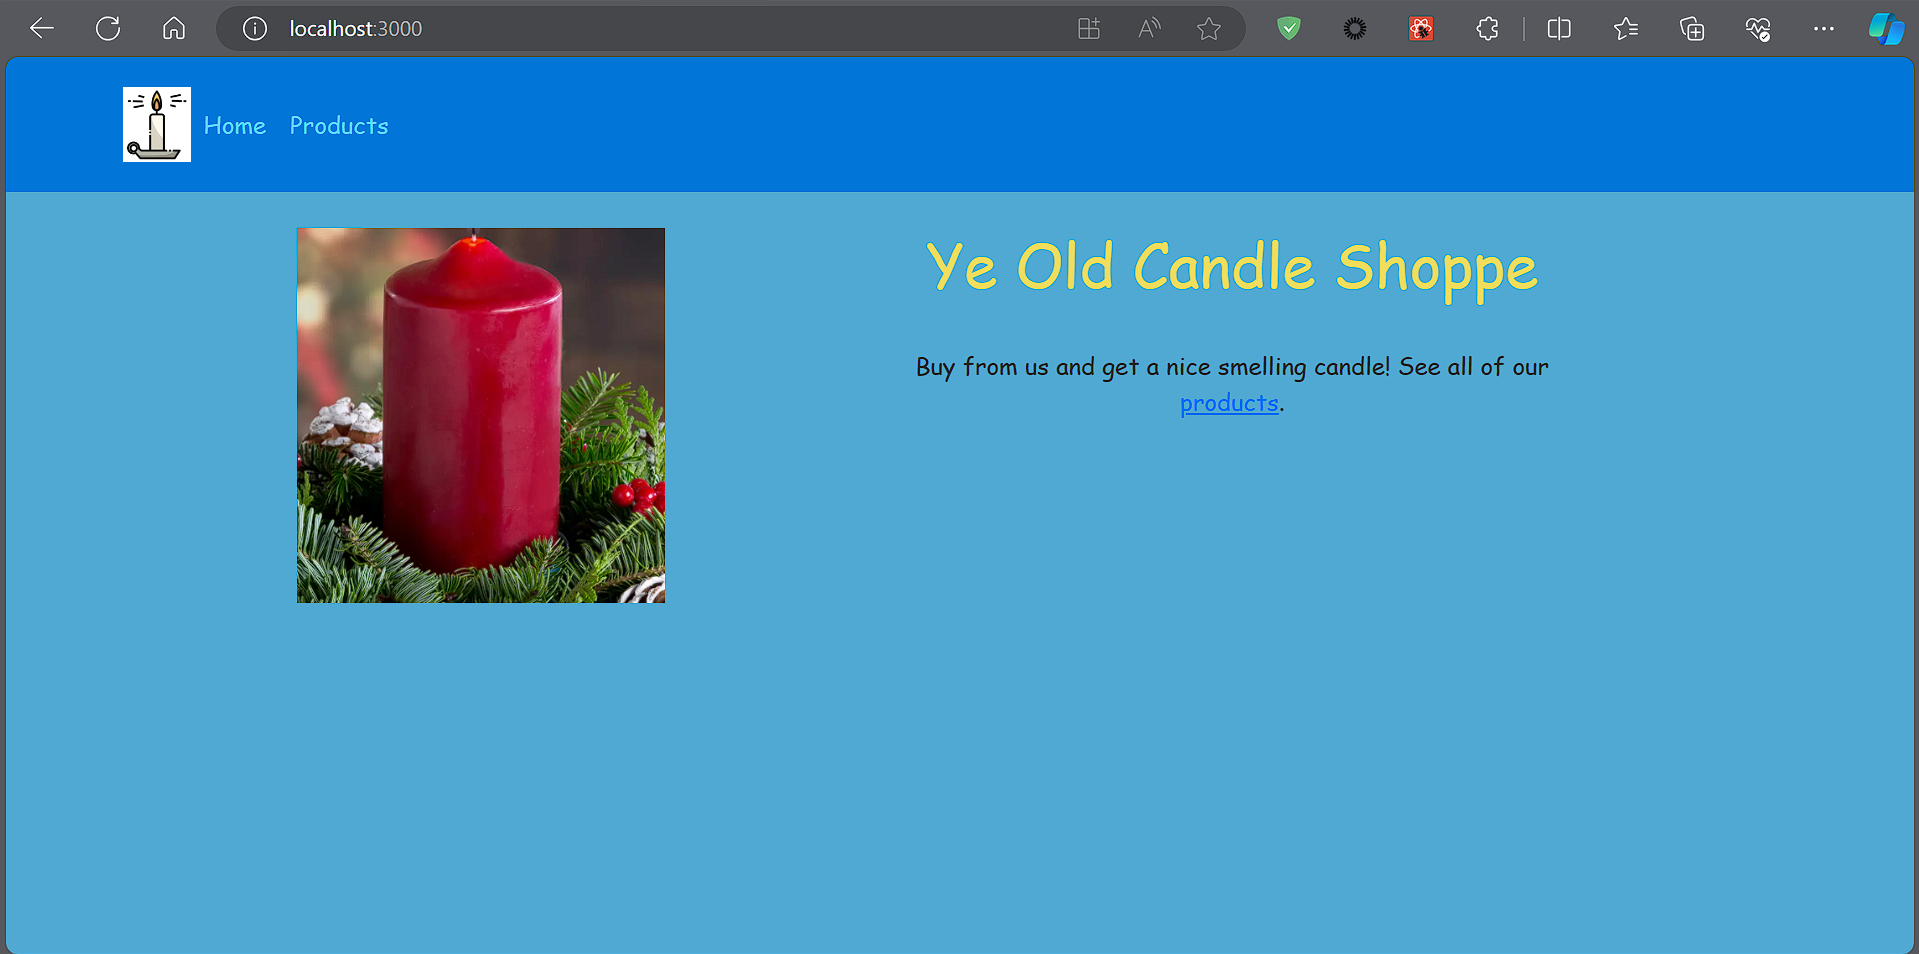 localhost:3000
Home Products
Ye Old Candle Shoppe
Buy from us and get a nice smelling candle! See all of our
products.